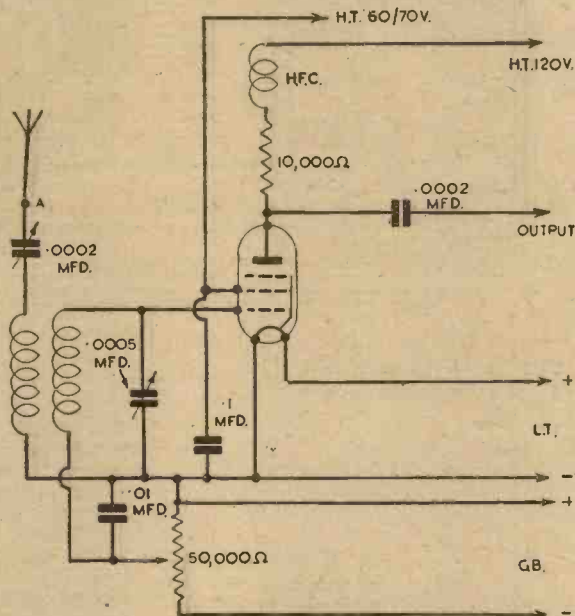 H.T. 60/70V.
H.F.C.
H.T.120V.
10,000Ω
.0002
MFD.
OUTPUT
A
.0002
MFD.
.0005
MFD.
.1
MFD.
+
L.T.
-
.01
MFD.
+
50,000Ω
G.B.
-